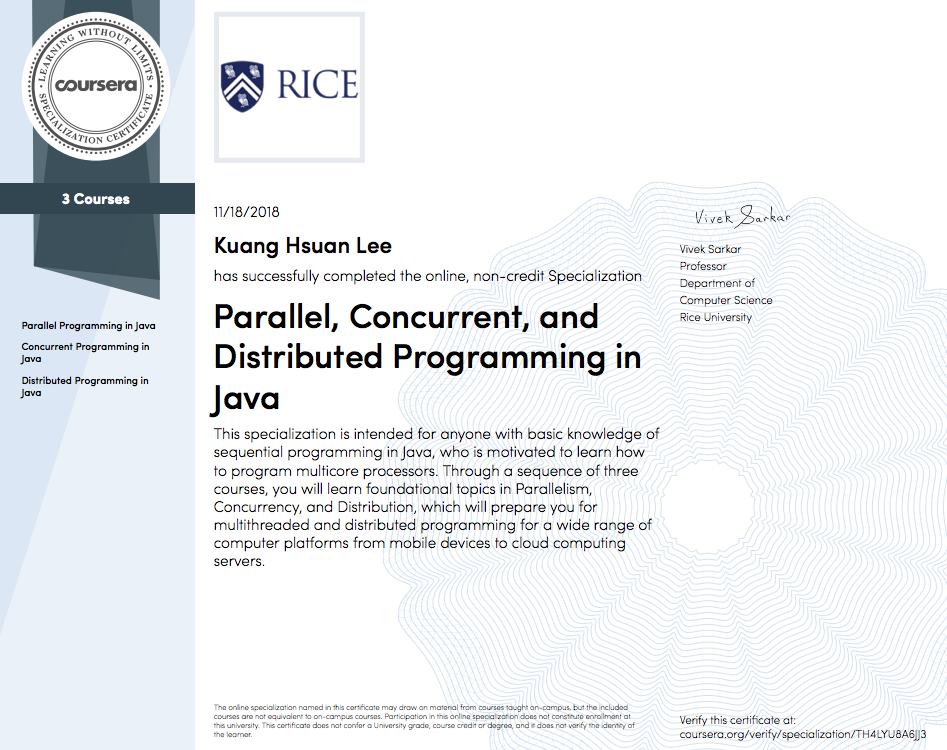 LEARNING WITHOUT LIMITS
coursera
SPECIALIZATION CERTIFICATE
RICE
3 Courses
Parallel Programming in Java
Concurrent Programming in
Java
Distributed Programming in
Java
11/18/2018
Kuang Hsuan Lee
has successfully completed the online, non-credit Specialization
Parallel, Concurrent, and
Distributed Programming in
Java
This specialization is intended for anyone with basic knowledge of
sequential programming in Java, who is motivated to learn how
to program multicore processors. Through a sequence of three
courses, you will learn foundational topics in Parallelism,
Concurrency, and Distribution, which will prepare you for
multithreaded and distributed programming for a wide range of
computer platforms from mobile devices to cloud computing
servers.
Vivek Sarkar
Vivek Sarkar
Professor
Department of
Computer Science
Rice University
The online specialization named in this certificate may draw on material from courses taught on-campus, but the included
courses are not equivalent to on-campus courses. Participation in this online specialization does not constitute enrollment at
this university. This certificate does not confer a University grade, course credit or degree, and it does not verify the identity of
the learner.
Verify this certificate at:
coursera.org/verify/specialization/TH4LYU8A6JJ3